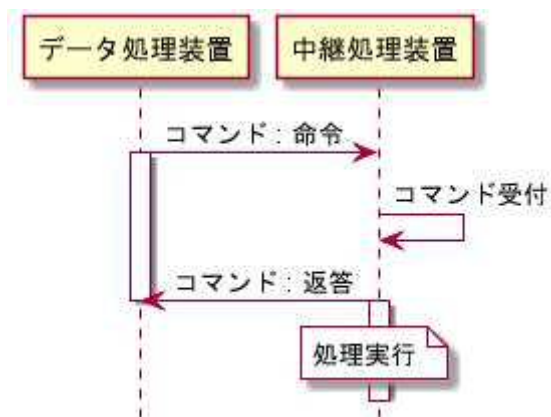 データ処理装置
中継処理装置
コマンド：命令
コマンド受付
コマンド：返答
処理実行